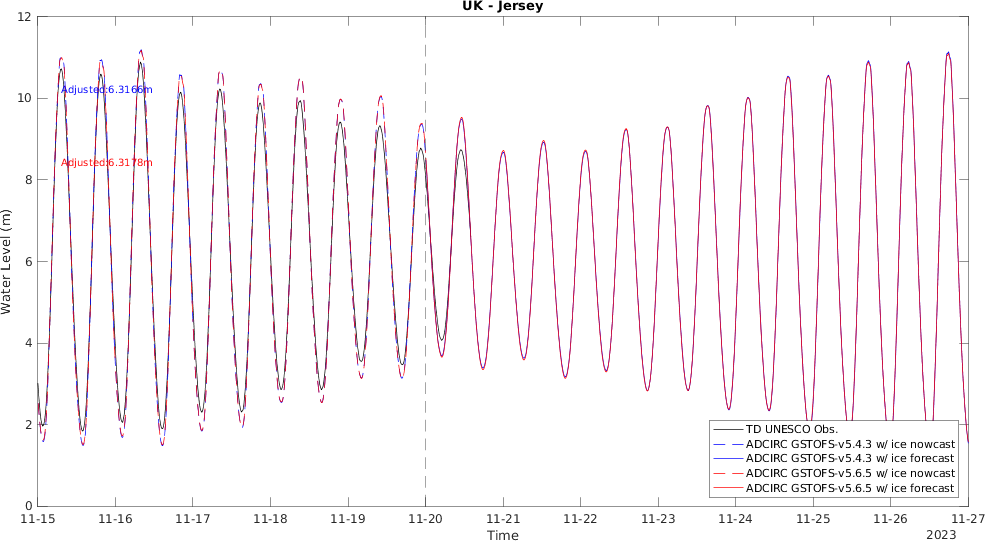 UK - Jersey
12
10
8
6
4
2
0
Water Level (m)
Adjusted:6.3166m
Adjusted:6.3178m
TD UNESCO Obs.
ADCIRC GSTOFS-v5.4.3 w/ ice nowcast
ADCIRC GSTOFS-v5.4.3 w/ ice forecast
ADCIRC GSTOFS-v5.6.5 w/ ice nowcast
ADCIRC GSTOFS-v5.6.5 w/ ice forecast
11-15 11-16 11-17 11-18 11-19 11-20 11-21 11-22 11-23 11-24 11-25 11-26 11-27
Time
2023